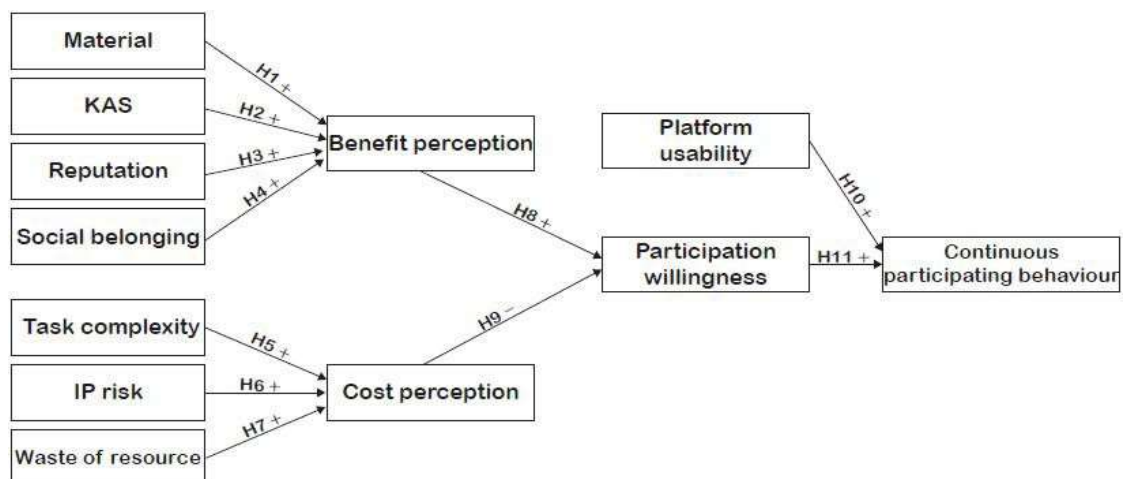 Material
KAS
Reputation
Social belonging
H1 +
H2 +
H3 +
H4 +
Benefit perception
Task complexity
IP risk
Waste of resource
H5 +
H6 +
H7 +
Cost perception
H8 +
H9 −
Platform
usability
Participation
willingness
H10 +
H11 +
Continuous
participating behaviour